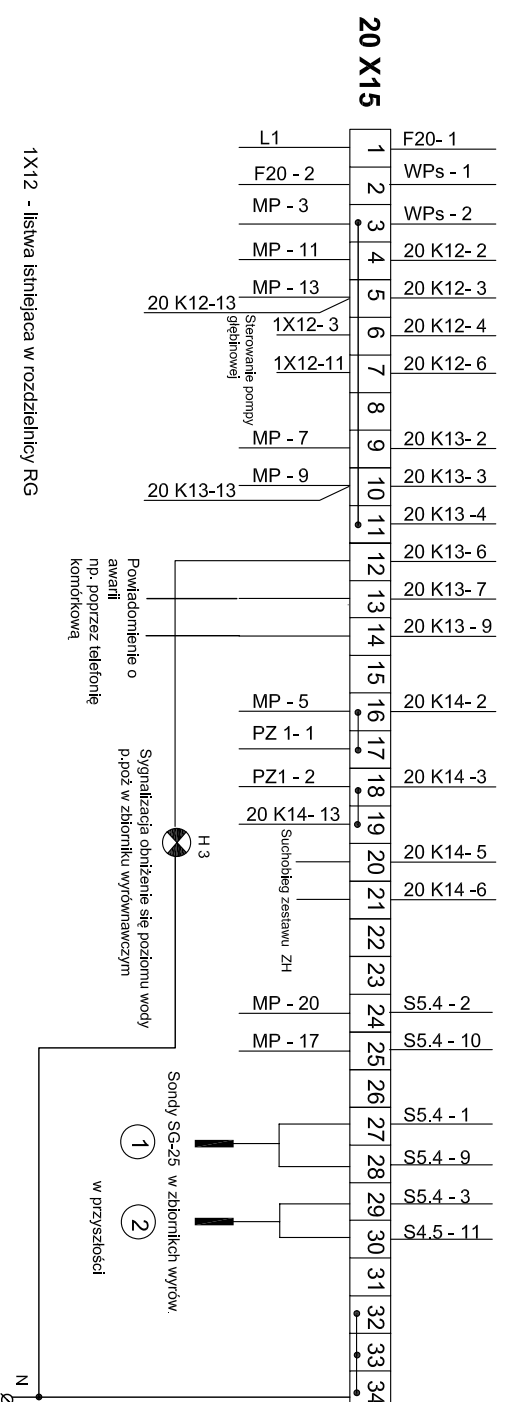 20 X15
L1 1 F20- 1
F20 - 2 2 WPs - 1
MP - 3 3 WPs - 2
MP - 11 4 20 K12- 2
MP - 13 5 20 K12- 3
20 K12-13
1X12- 3 6 20 K12- 4
1X12-11 7 20 K12- 6
Sterowanie pompy
głębinowej
8
MP - 7 9 20 K13- 2
MP - 9 10 20 K13- 3
20 K13-13
11 20 K13 -4
12 20 K13- 6
13 20 K13- 7
14 20 K13 - 9
Powiadomienie o
awarii
np. poprzez telefonię
komórkową
15
MP - 5 16 20 K14- 2
PZ 1- 1 17
PZ1 - 2 18 20 K14 -3
20 K14- 13 19
20 20 K14- 5
21 20 K14 -6
Suchobieg zestawu ZH
H 3
Sygnalizacja obniżenie się poziomu wody
p.poż w zbiorniku wyrównawczym
22
23
MP - 20 24 S5.4 - 2
MP - 17 25 S5.4 - 10
26
27 S5.4 - 1
28 S5.4 - 9
29 S5.4 - 3
30 S4.5 - 11
Sondy SG-25 w zbiornikch wyrów.
1
2
w przyszłości
31
32
33
34
N
1X12 - listwa istniejaca w rozdzielnicy RG